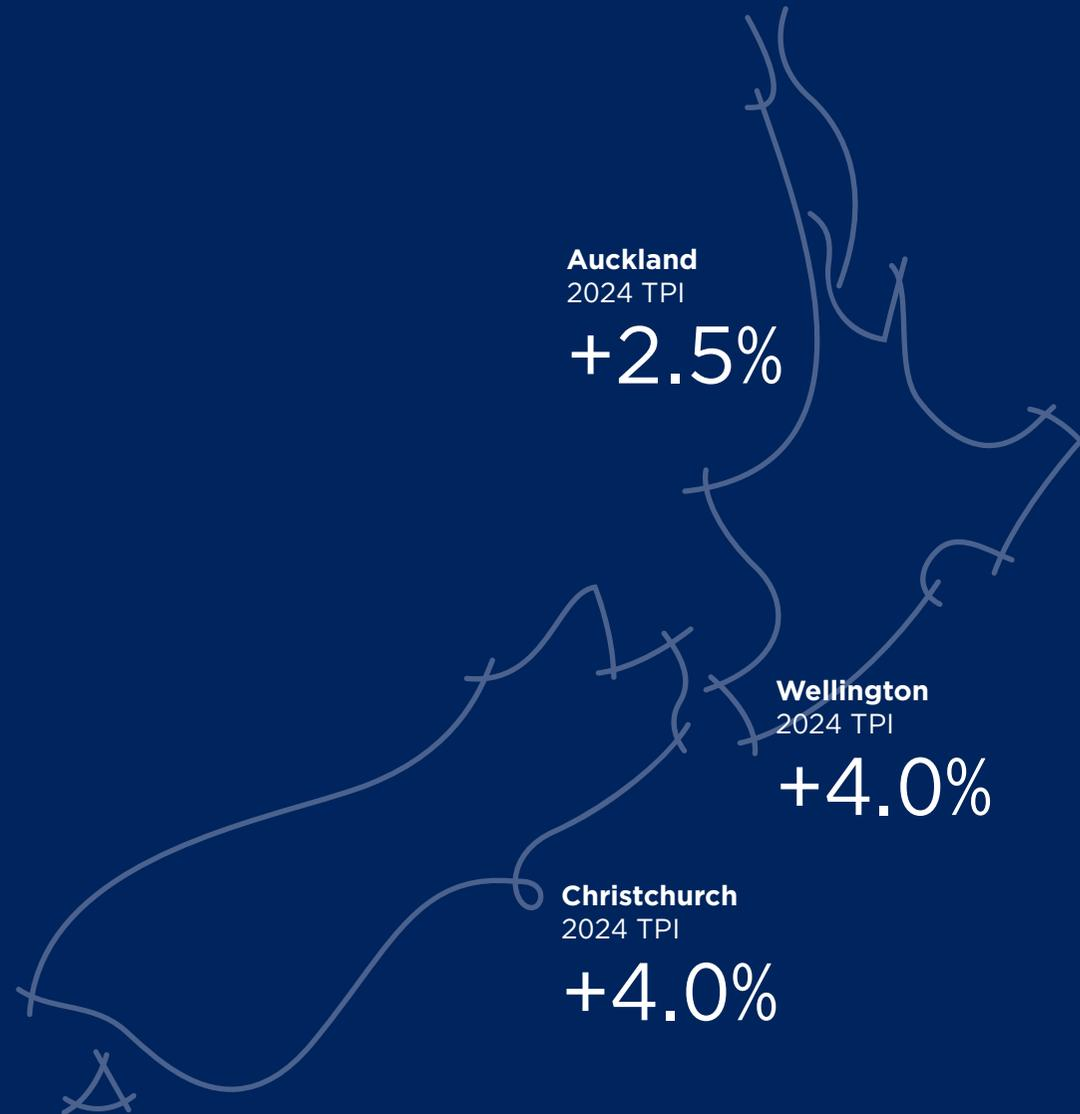 Auckland
2024 TPI
+2.5%
Wellington
2024 TPI
+4.0%
Christchurch
2024 TPI
+4.0%